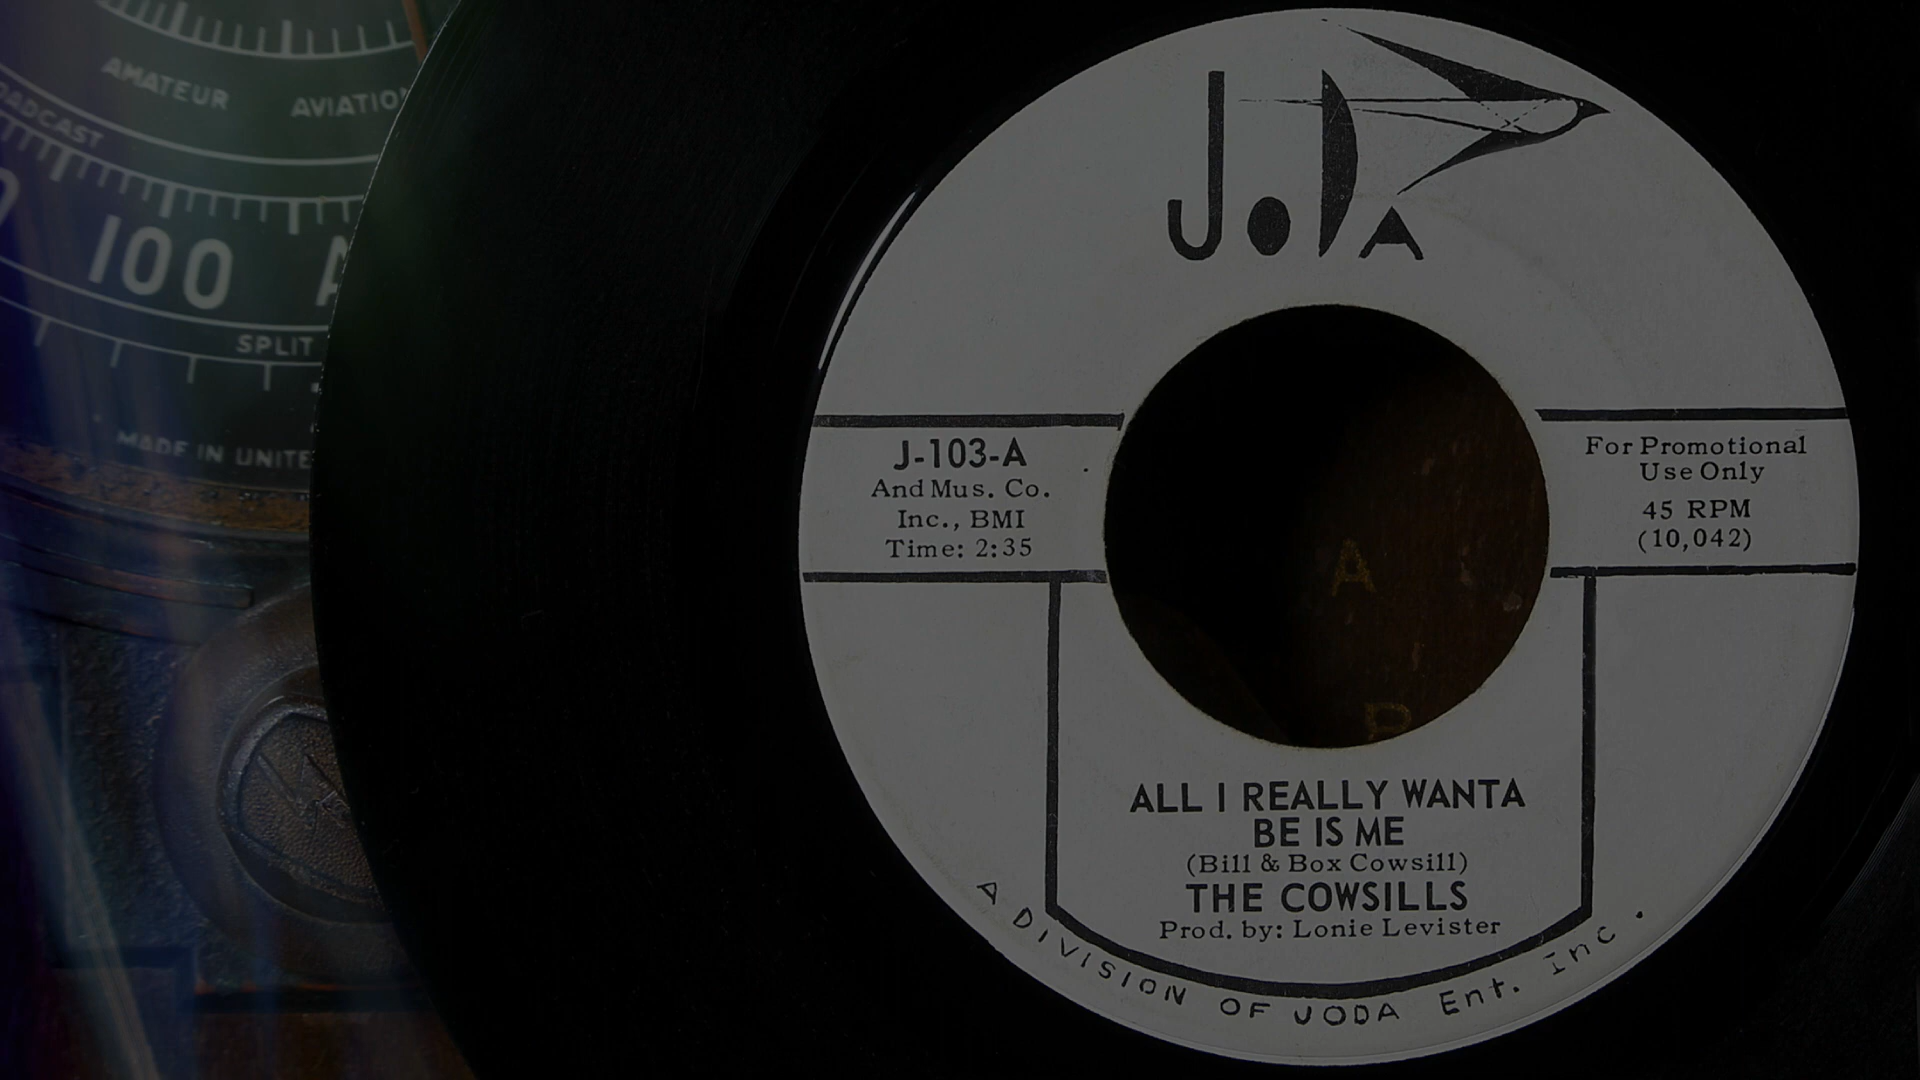 AMATEUR
AVIATION
100
SPLIT
MADE IN UNITE
JODA
J-103-A
And Mus. Co.
Inc., BMI
Time: 2:35
For Promotional
Use Only
45 RPM
(10,042)
A
B
ALL I REALLY WANTA
BE IS ME
(Bill & Box Cowsill)
THE COWSILLS
Prod. by: Lonie Levister
A DIVISION OF JODA Ent. Inc.